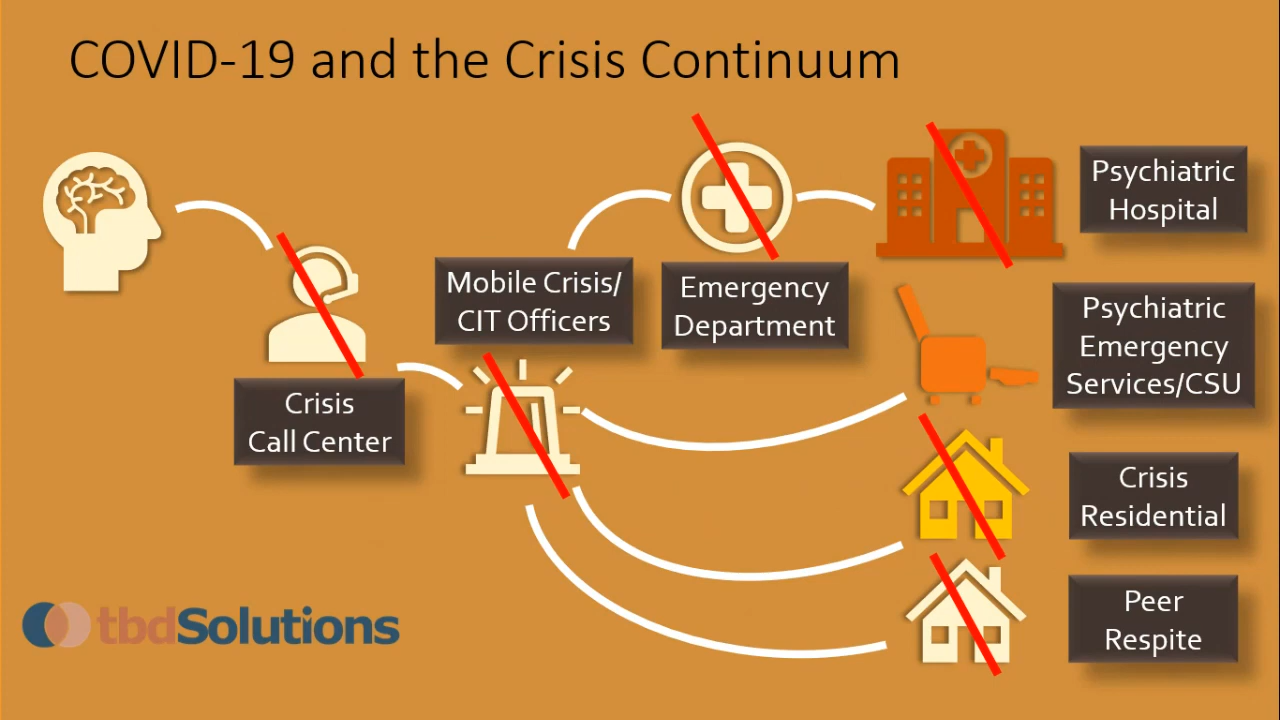 COVID-19 and the Crisis Continuum
Psychiatric
Hospital
Mobile Crisis/
CIT Officers
Emergency
Department
Psychiatric
Emergency
Services/CSU
Crisis
Call Center
Crisis
Residential
Peer
Respite
tbdSolutions